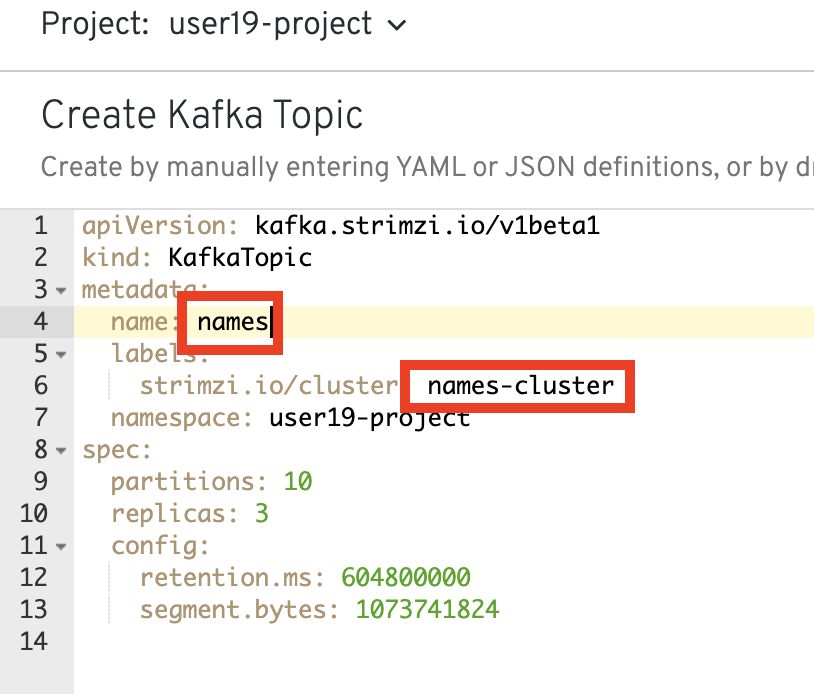 Project: user19-project
Create Kafka Topic
Create by manually entering YAML or JSON definitions, or by d
1 apiVersion: kafka.strimzi.io/v1beta1
2 kind: KafkaTopic
3 metadata:
4 name: names
5 labels:
6 strimzi.io/cluster names-cluster
7 namespace: user19-project
8 spec:
9 partitions: 10
10 replicas: 3
11 config:
12 retention.ms: 604800000
13 segment.bytes: 1073741824
14